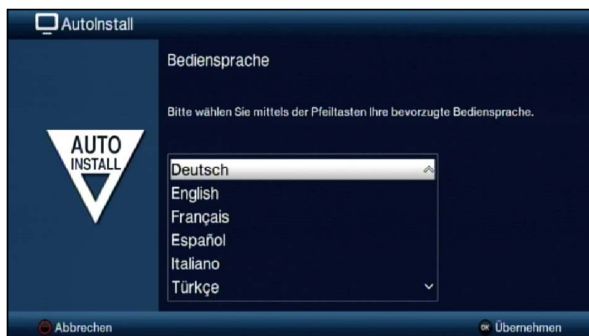 AutoInstall
Bediensprache
Bitte wählen Sie mittels der Pfeiltasten Ihre bevorzugte Bediensprache.
AUTO
INSTALL
Deutsch
English
Français
Español
Italiano
Türkçe
Abbrechen
OK Übernehmen